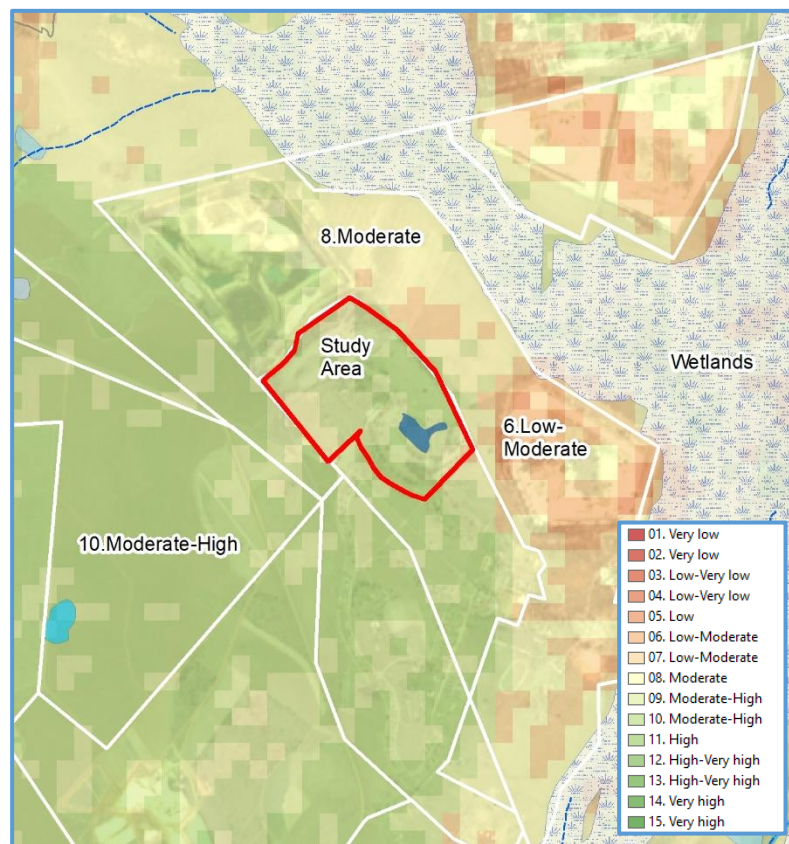 8.Moderate
Study
Area
Wetlands
6.Low-
Moderate
10.Moderate-High
01. Very low
02. Very low
03. Low-Very low
04. Low-Very low
05. Low
06. Low-Moderate
07. Low-Moderate
08. Moderate
09. Moderate-High
10. Moderate-High
11. High
12. High-Very high
13. High-Very high
14. Very high
15. Very high